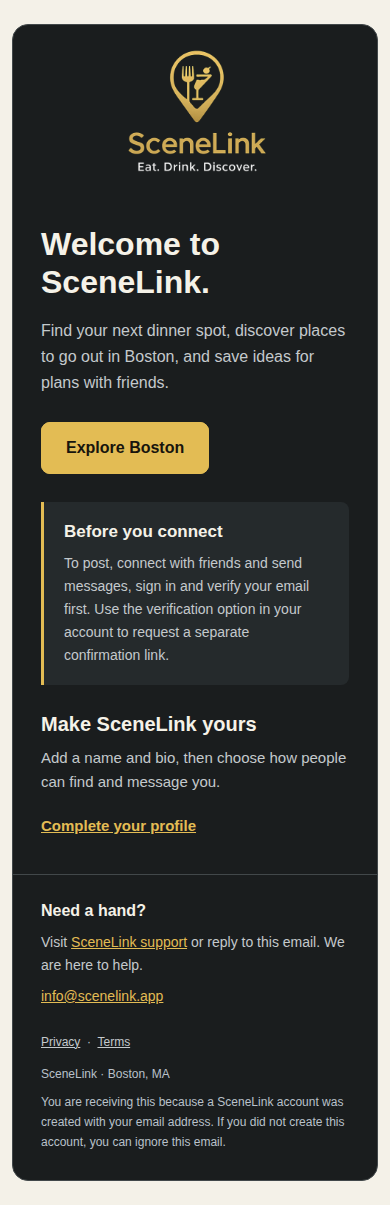 SceneLink
Eat. Drink. Discover.
Welcome to
SceneLink.
Find your next dinner spot, discover places
to go out in Boston, and save ideas for
plans with friends.
Explore Boston
Before you connect
To post, connect with friends and send
messages, sign in and verify your email
first. Use the verification option in your
account to request a separate
confirmation link.
Make SceneLink yours
Add a name and bio, then choose how people
can find and message you.
Complete your profile
Need a hand?
Visit SceneLink support or reply to this email. We
are here to help.
info@scenelink.app
Privacy · Terms
SceneLink · Boston, MA
You are receiving this because a SceneLink account was
created with your email address. If you did not create this
account, you can ignore this email.